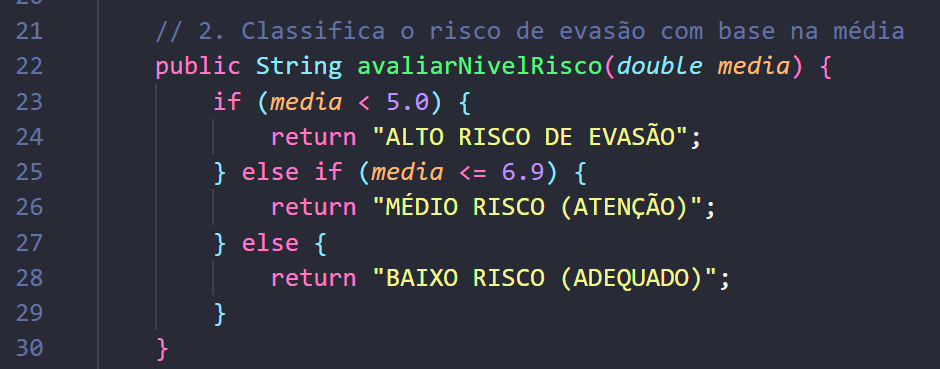 21 // 2. Classifica o risco de evasão com base na média
22 public String avaliarNivelRisco(double media) {
23 if (media < 5.0) {
24 return "ALTO RISCO DE EVASÃO";
25 } else if (media <= 6.9) {
26 return "MÉDIO RISCO (ATENÇÃO)";
27 } else {
28 return "BAIXO RISCO (ADEQUADO)";
29 }
30 }